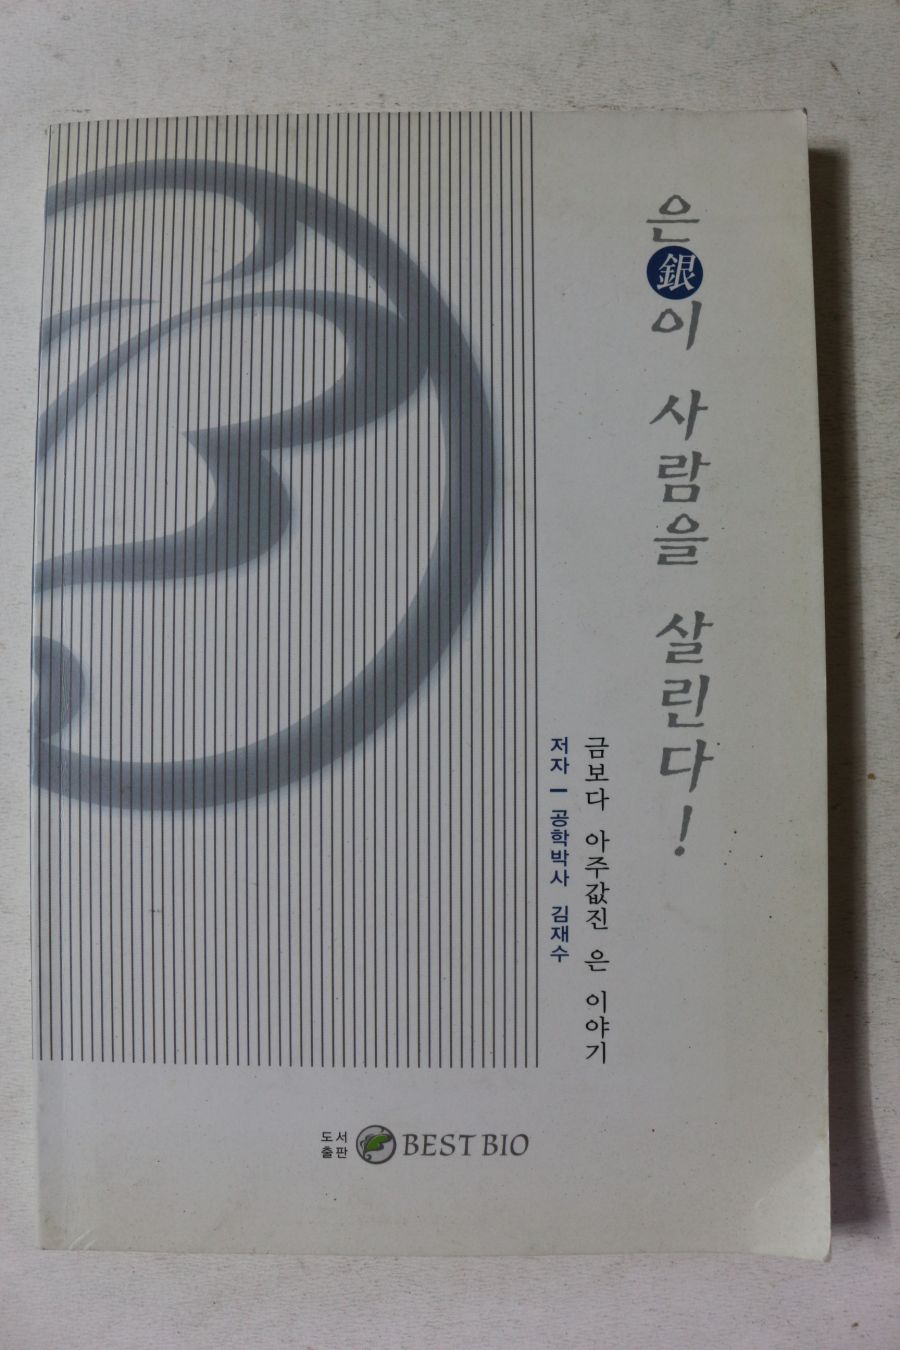 은銀이 사람을 살린다!
금보다 아주값진 은 이야기
저자 ㅡ 공학박사 김재수
도서
출판
BEST BIO